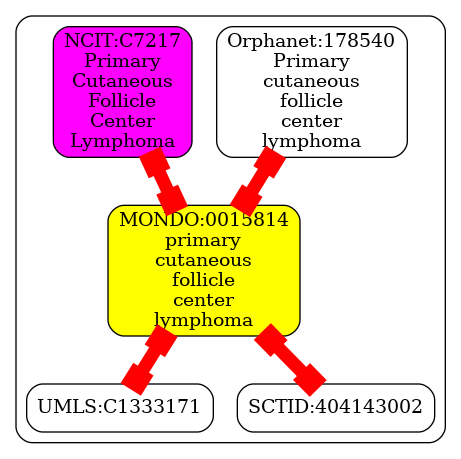 NCIT:C7217
Primary
Cutaneous
Follicle
Center
Lymphoma
Orphanet:178540
Primary
cutaneous
follicle
center
lymphoma
MONDO:0015814
primary
cutaneous
follicle
center
lymphoma
UMLS:C1333171
SCTID:404143002